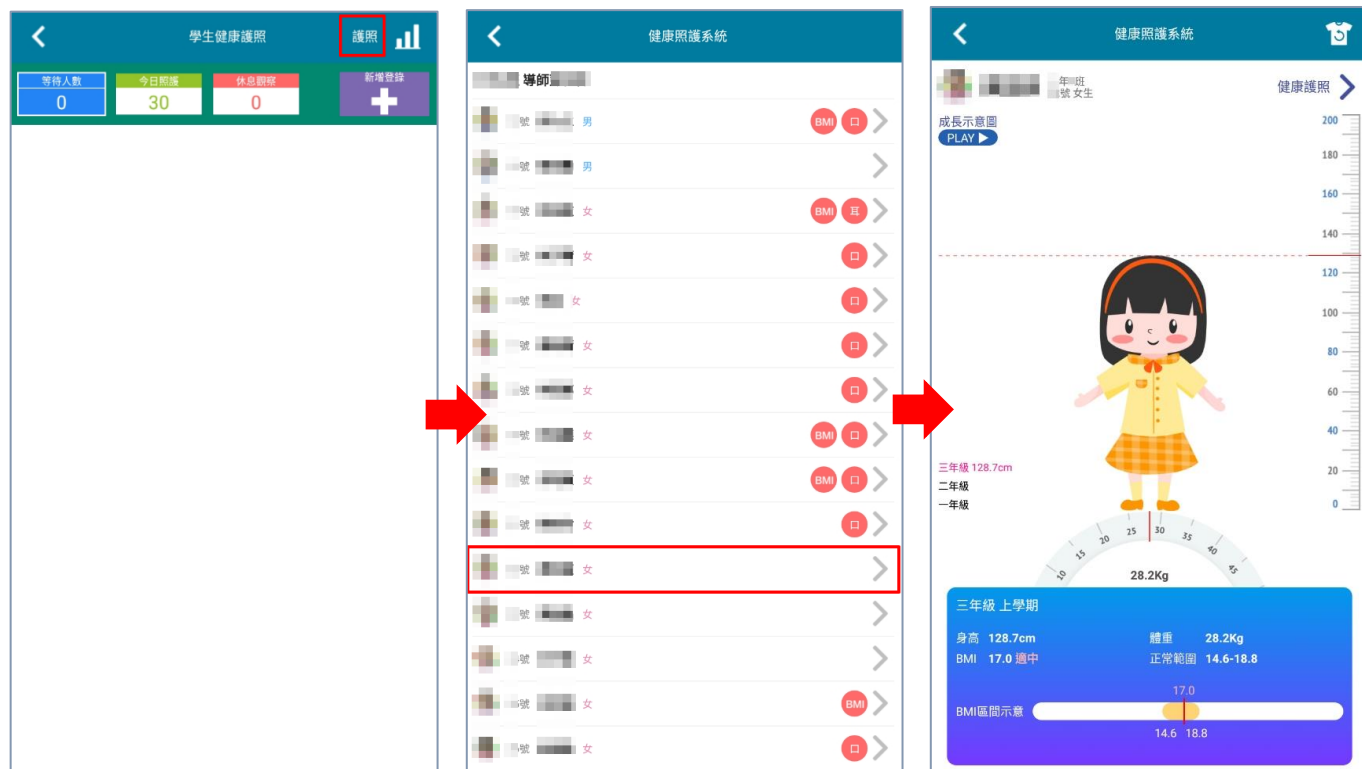 學生健康護照
護照
等待人數
0
今日照護
30
休息觀察
0
新增登錄
健康照護系統
導師
號 男
BMI 口
號 男
號 女
BMI 耳
號 女
口
號 女
口
號 女
口
號 女
口
號 女
BMI 口
號 女
BMI 口
號 女
口
號 女
號 女
號 女
號 女
BMI
號 女
口
健康照護系統
年 班
號 女生
健康護照
成長示意圖
PLAY
200
180
160
140
120
100
80
60
40
20
0
三年級 128.7cm
二年級
一年級
10 15 20 25 30 35 40 45
28.2Kg
三年級 上學期
身高 128.7cm 體重 28.2Kg
BMI 17.0 適中 正常範圍 14.6-18.8
17.0
BMI區間示意
14.6 18.8